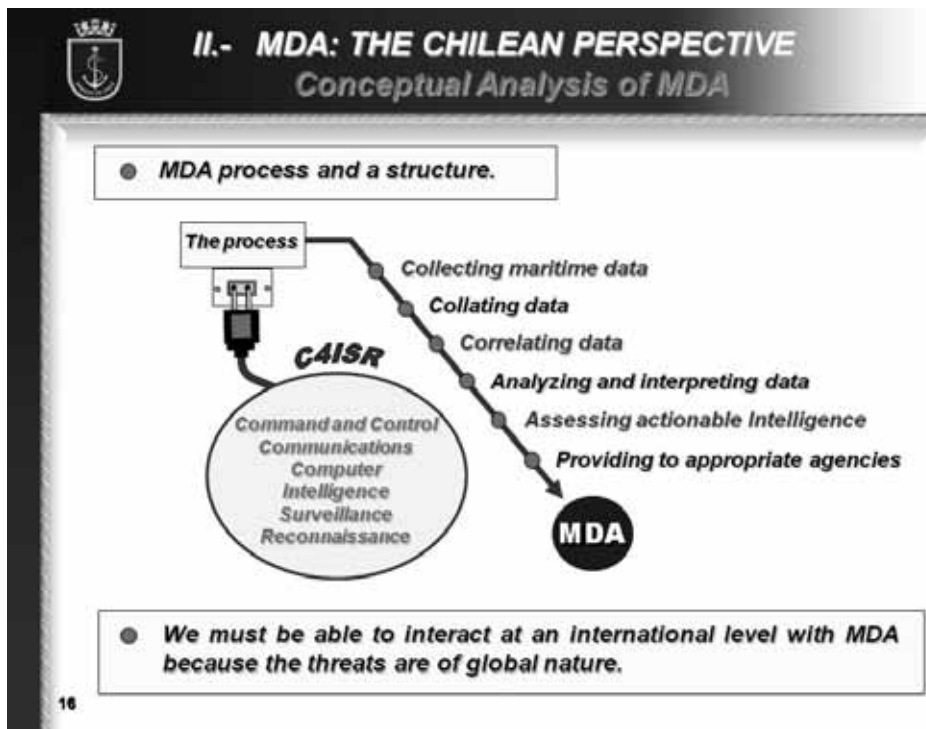 II.- MDA: THE CHILEAN PERSPECTIVE
Conceptual Analysis of MDA
MDA process and a structure.
The process
Collecting maritime data
Collating data
Correlating data
Analyzing and interpreting data
Assessing actionable Intelligence
Providing to appropriate agencies
MDA
C4ISR
Command and Control
Communications
Computer
Intelligence
Surveillance
Reconnaissance
We must be able to interact at an international level with MDA
because the threats are of global nature.
16